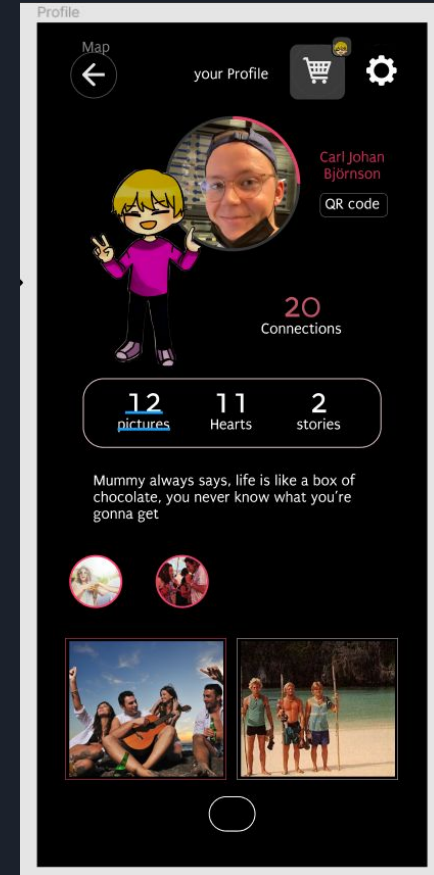 Profile
Map
your Profile
Carl Johan
Björnson
QR code
20
Connections
12 11 2
pictures Hearts stories
Mummy always says, life is like a box of
chocolate, you never know what you're
gonna get